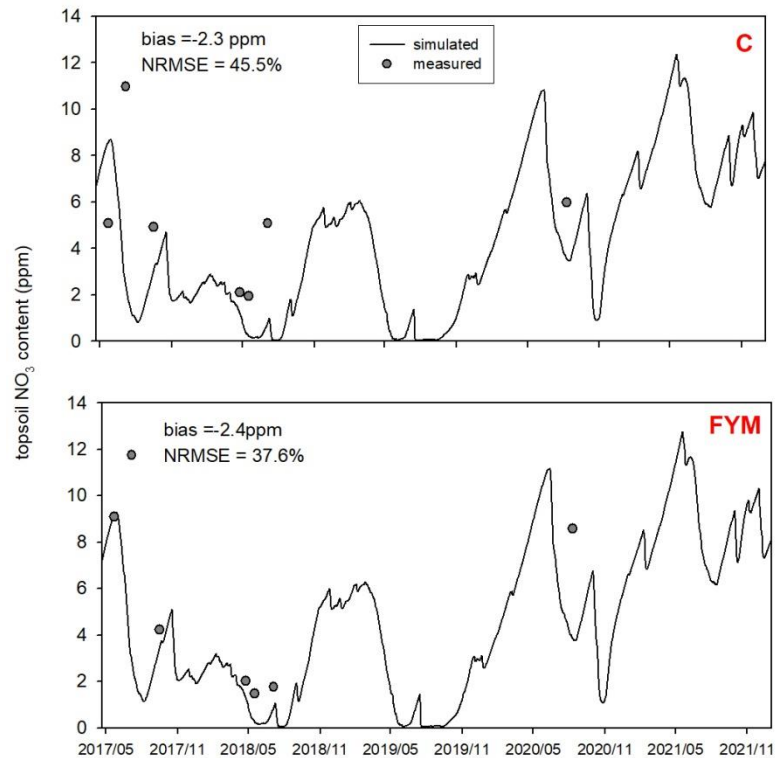 14
12
10
8
6
4
2
0
bias =-2.3 ppm
NRMSE = 45.5%
simulated
measured
C
topsoil NO3 content (ppm)
14
12
10
8
6
4
2
0
bias =-2.4ppm
NRMSE = 37.6%
FYM
2017/05 2017/11 2018/05 2018/11 2019/05 2019/11 2020/05 2020/11 2021/05 2021/11